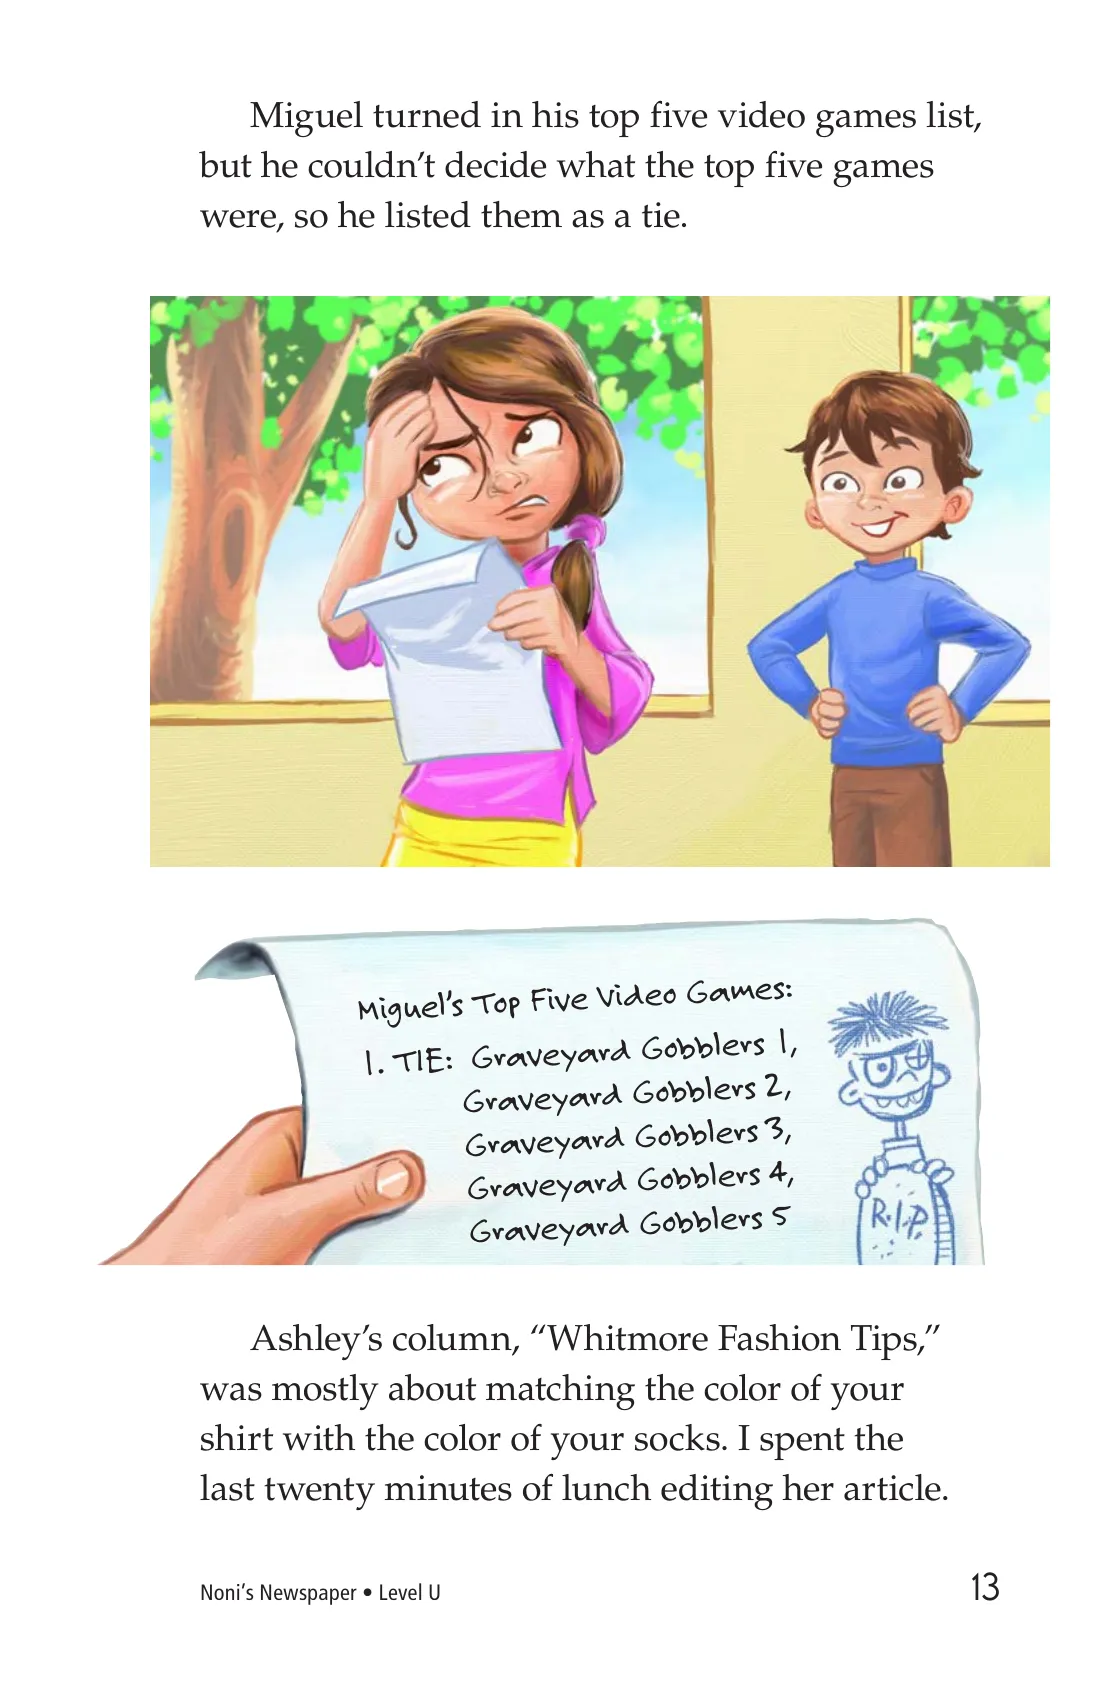 Miguel turned in his top five video games list,
but he couldn’t decide what the top five games
were, so he listed them as a tie.
Miguel's Top Five Video Games:
1. TIE: Graveyard Gobblers 1,
Graveyard Gobblers 2,
Graveyard Gobblers 3,
Graveyard Gobblers 4,
Graveyard Gobblers 5
R.I.P
Ashley’s column, “Whitmore Fashion Tips,”
was mostly about matching the color of your
shirt with the color of your socks. I spent the
last twenty minutes of lunch editing her article.
Noni’s Newspaper • Level U
13